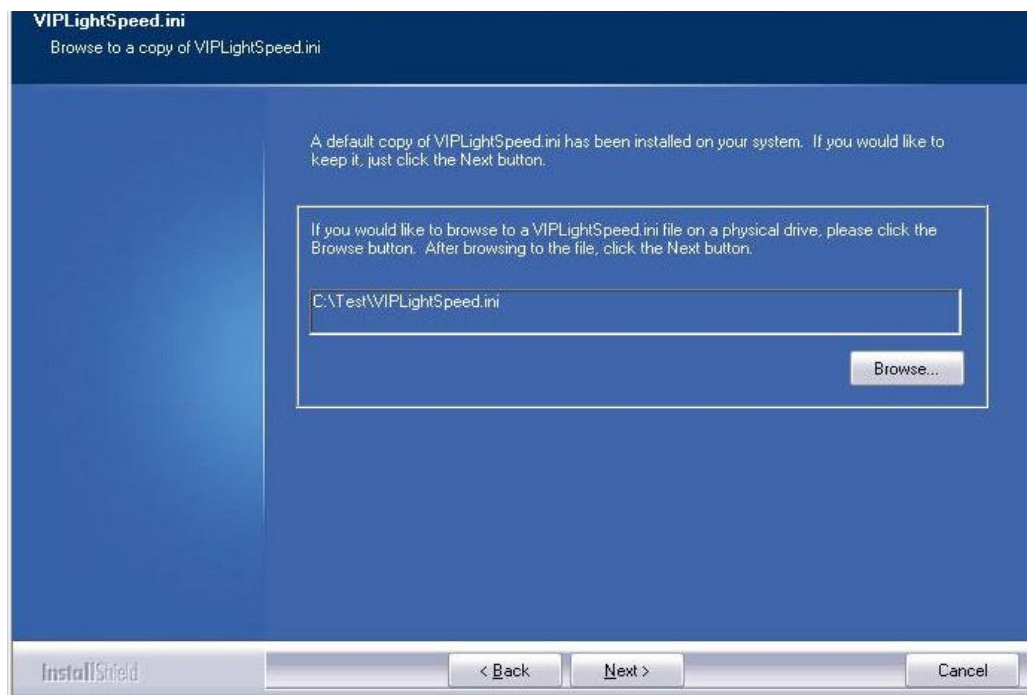 VIPLightSpeed.ini
Browse to a copy of VIPLightSpeed.ini
A default copy of VIPLightSpeed.ini has been installed on your system. If you would like to
keep it, just click the Next button.
If you would like to browse to a VIPLightSpeed.ini file on a physical drive, please click the
Browse button. After browsing to the file, click the Next button.
C:\Test\VIPLightSpeed.ini
Browse...
InstallShield
< Back
Next >
Cancel